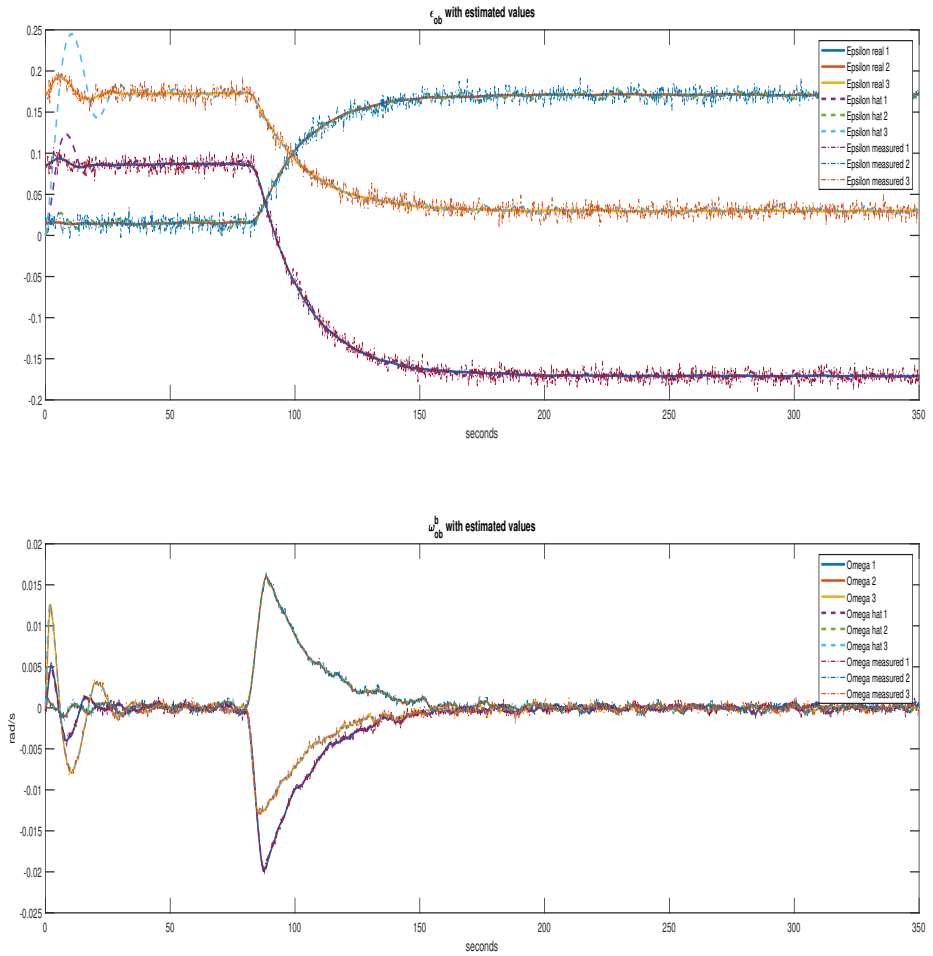 ϵob with estimated values
0.25
0.2
0.15
0.1
0.05
0
-0.05
-0.1
-0.15
-0.2
0 50 100 150 200 250 300 350
seconds
Epsilon real 1
Epsilon real 2
Epsilon real 3
Epsilon hat 1
Epsilon hat 2
Epsilon hat 3
Epsilon measured 1
Epsilon measured 2
Epsilon measured 3
ω^b_ob with estimated values
rad/s
0.02
0.015
0.01
0.005
0
-0.005
-0.01
-0.015
-0.02
-0.025
0 50 100 150 200 250 300 350
seconds
Omega 1
Omega 2
Omega 3
Omega hat 1
Omega hat 2
Omega hat 3
Omega measured 1
Omega measured 2
Omega measured 3